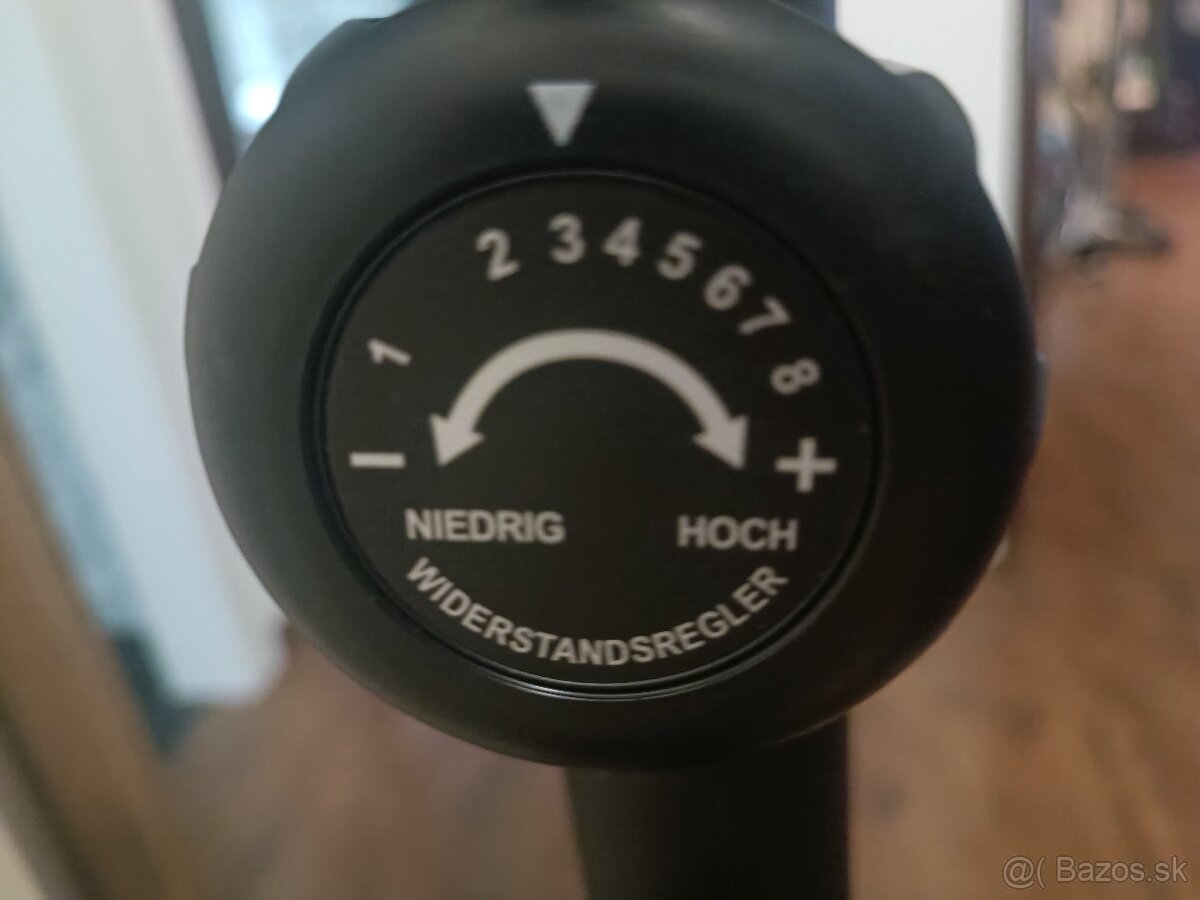 1 2 3 4 5 6 7 8
− +
NIEDRIG HOCH
WIDERSTANDSREGLER
@( Bazos.sk